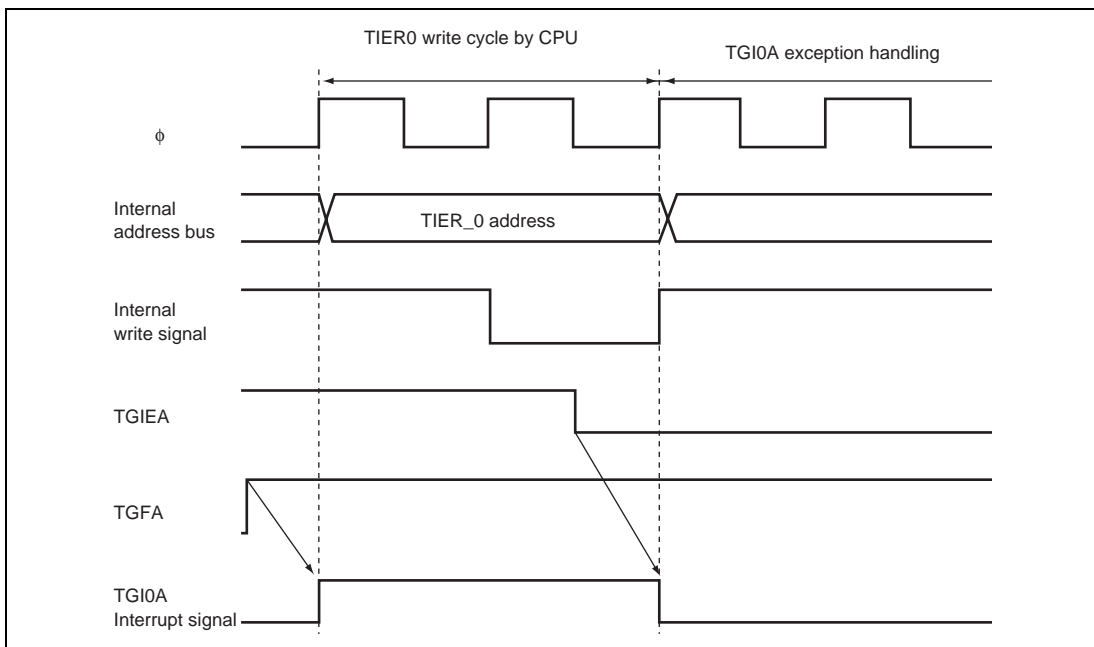 TIER0 write cycle by CPU
TGI0A exception handling
ϕ
Internal
address bus
TIER_0 address
Internal
write signal
TGIEA
TGFA
TGI0A
Interrupt signal